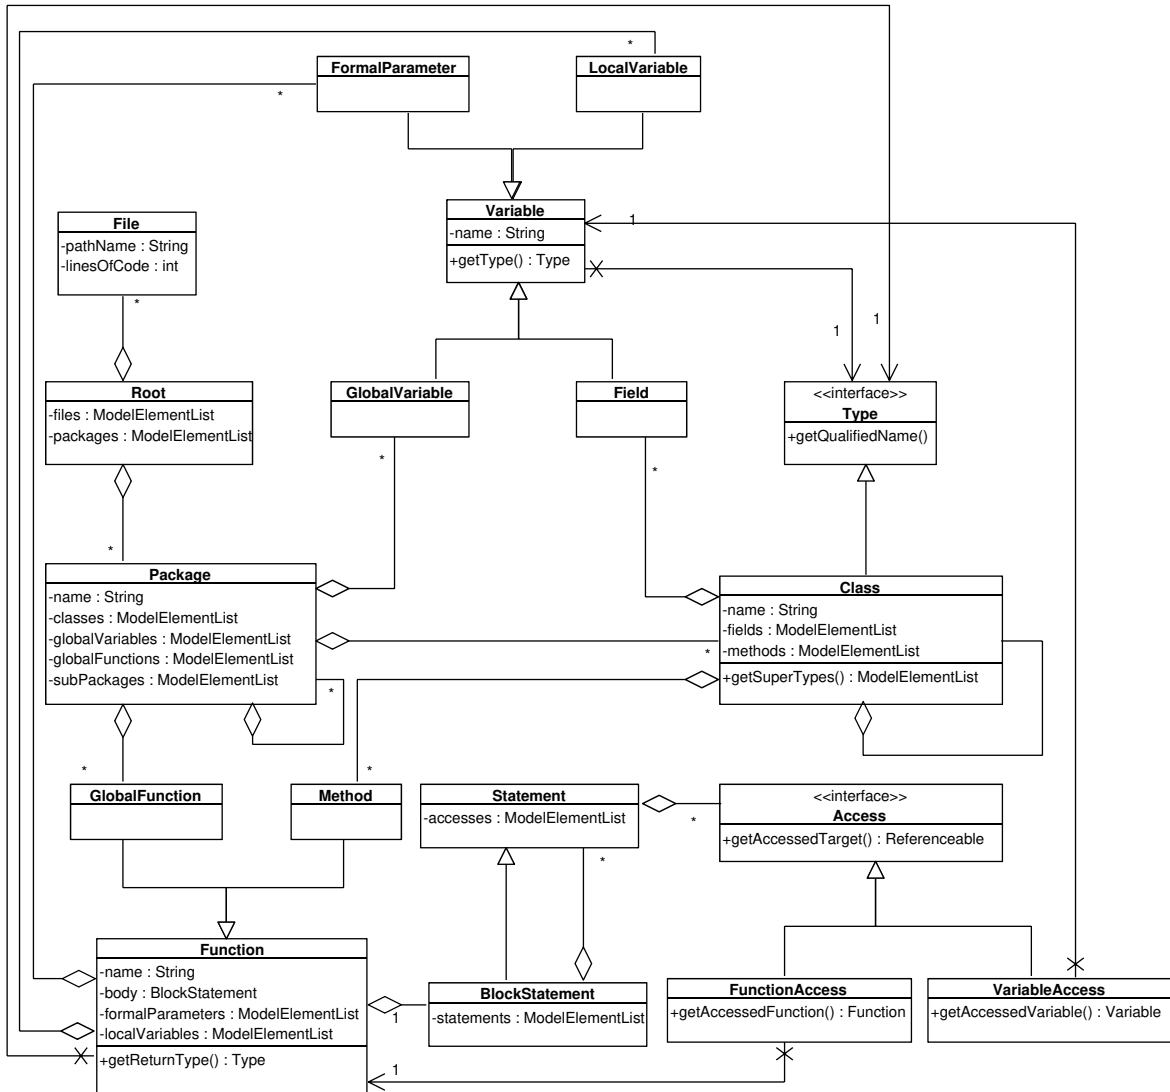 *
FormalParameter
LocalVariable
*
Variable
-name : String
+getType() : Type
1
File
-pathName : String
-linesOfCode : int
*
1
1
Root
-files : ModelElementList
-packages : ModelElementList
GlobalVariable
Field
<<interface>>
Type
+getQualifiedName()
*
*
*
Package
-name : String
-classes : ModelElementList
-globalVariables : ModelElementList
-globalFunctions : ModelElementList
-subPackages : ModelElementList
*
Class
-name : String
-fields : ModelElementList
-methods : ModelElementList
+getSuperTypes() : ModelElementList
*
*
*
GlobalFunction
Method
Statement
-accesses : ModelElementList
*
*
<<interface>>
Access
+getAccessedTarget() : Referenceable
Function
-name : String
-body : BlockStatement
-formalParameters : ModelElementList
-localVariables : ModelElementList
+getReturnType() : Type
1
BlockStatement
-statements : ModelElementList
FunctionAccess
+getAccessedFunction() : Function
VariableAccess
+getAccessedVariable() : Variable
1